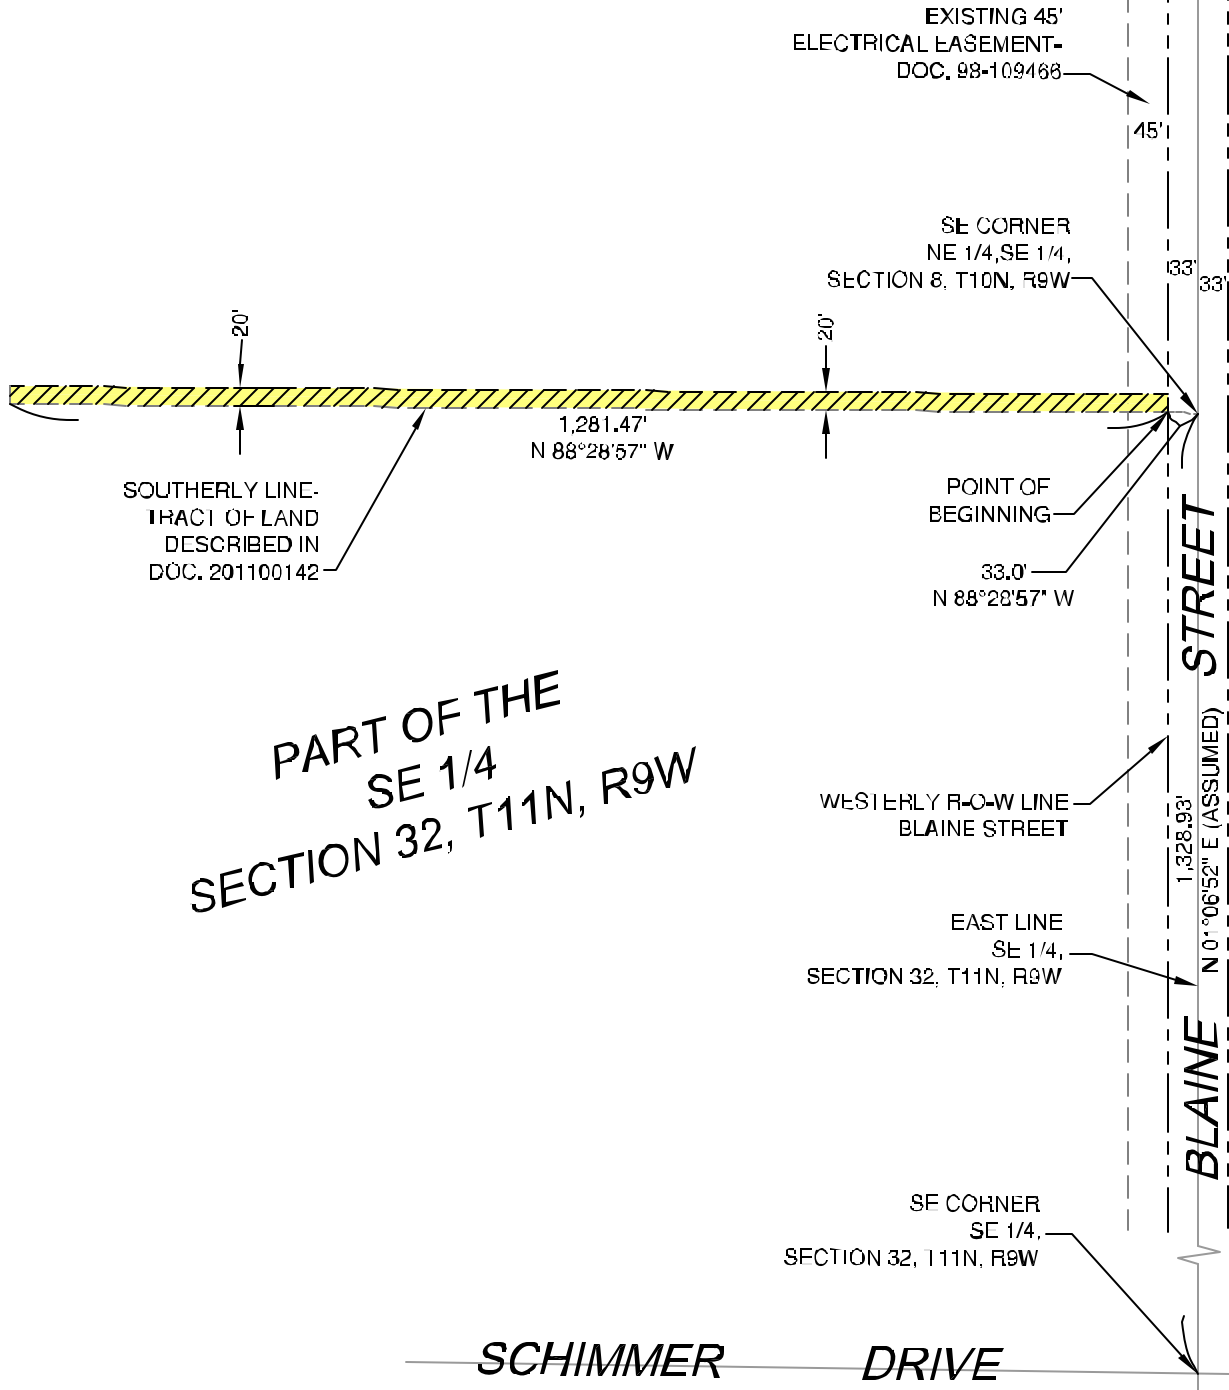 EXISTING 45'
ELECTRICAL EASEMENT-
DOC. 98-109466
45'
SE CORNER
NE 1/4,SE 1/4,
SECTION 8, T10N, R9W
33'
33'
20'
20'
1,281.47'
N 88°28'57" W
SOUTHERLY LINE-
TRACT OF LAND
DESCRIBED IN
DOC. 201100142
POINT OF
BEGINNING
33.0'
N 88°28'57" W
PART OF THE
SE 1/4
SECTION 32, T11N, R9W
WESTERLY R-O-W LINE
BLAINE STREET
1,328.93'
N 01°06'52" E (ASSUMED)
EAST LINE
SE 1/4,
SECTION 32, T11N, R9W
BLAINE STREET
SE CORNER
SE 1/4,
SECTION 32, T11N, R9W
SCHIMMER DRIVE